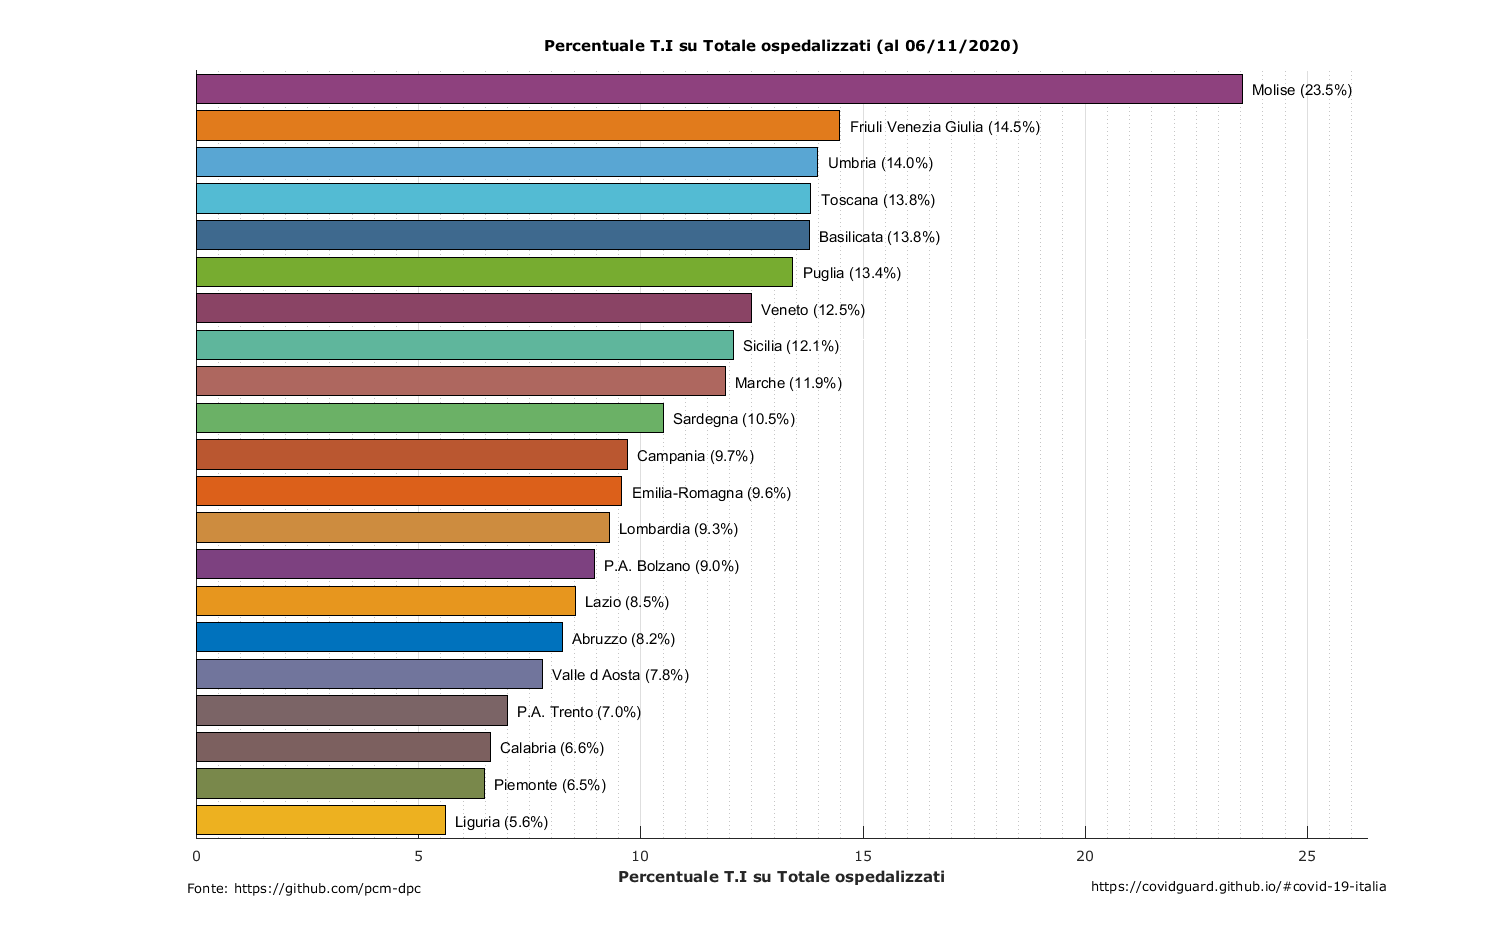 Percentuale T.I su Totale ospedalizzati (al 06/11/2020)
Molise (23.5%)
Friuli Venezia Giulia (14.5%)
Umbria (14.0%)
Toscana (13.8%)
Basilicata (13.8%)
Puglia (13.4%)
Veneto (12.5%)
Sicilia (12.1%)
Marche (11.9%)
Sardegna (10.5%)
Campania (9.7%)
Emilia-Romagna (9.6%)
Lombardia (9.3%)
P.A. Bolzano (9.0%)
Lazio (8.5%)
Abruzzo (8.2%)
Valle d Aosta (7.8%)
P.A. Trento (7.0%)
Calabria (6.6%)
Piemonte (6.5%)
Liguria (5.6%)
0 5 10 15 20 25
Percentuale T.I su Totale ospedalizzati
Fonte: https://github.com/pcm-dpc
https://covidguard.github.io/#covid-19-italia